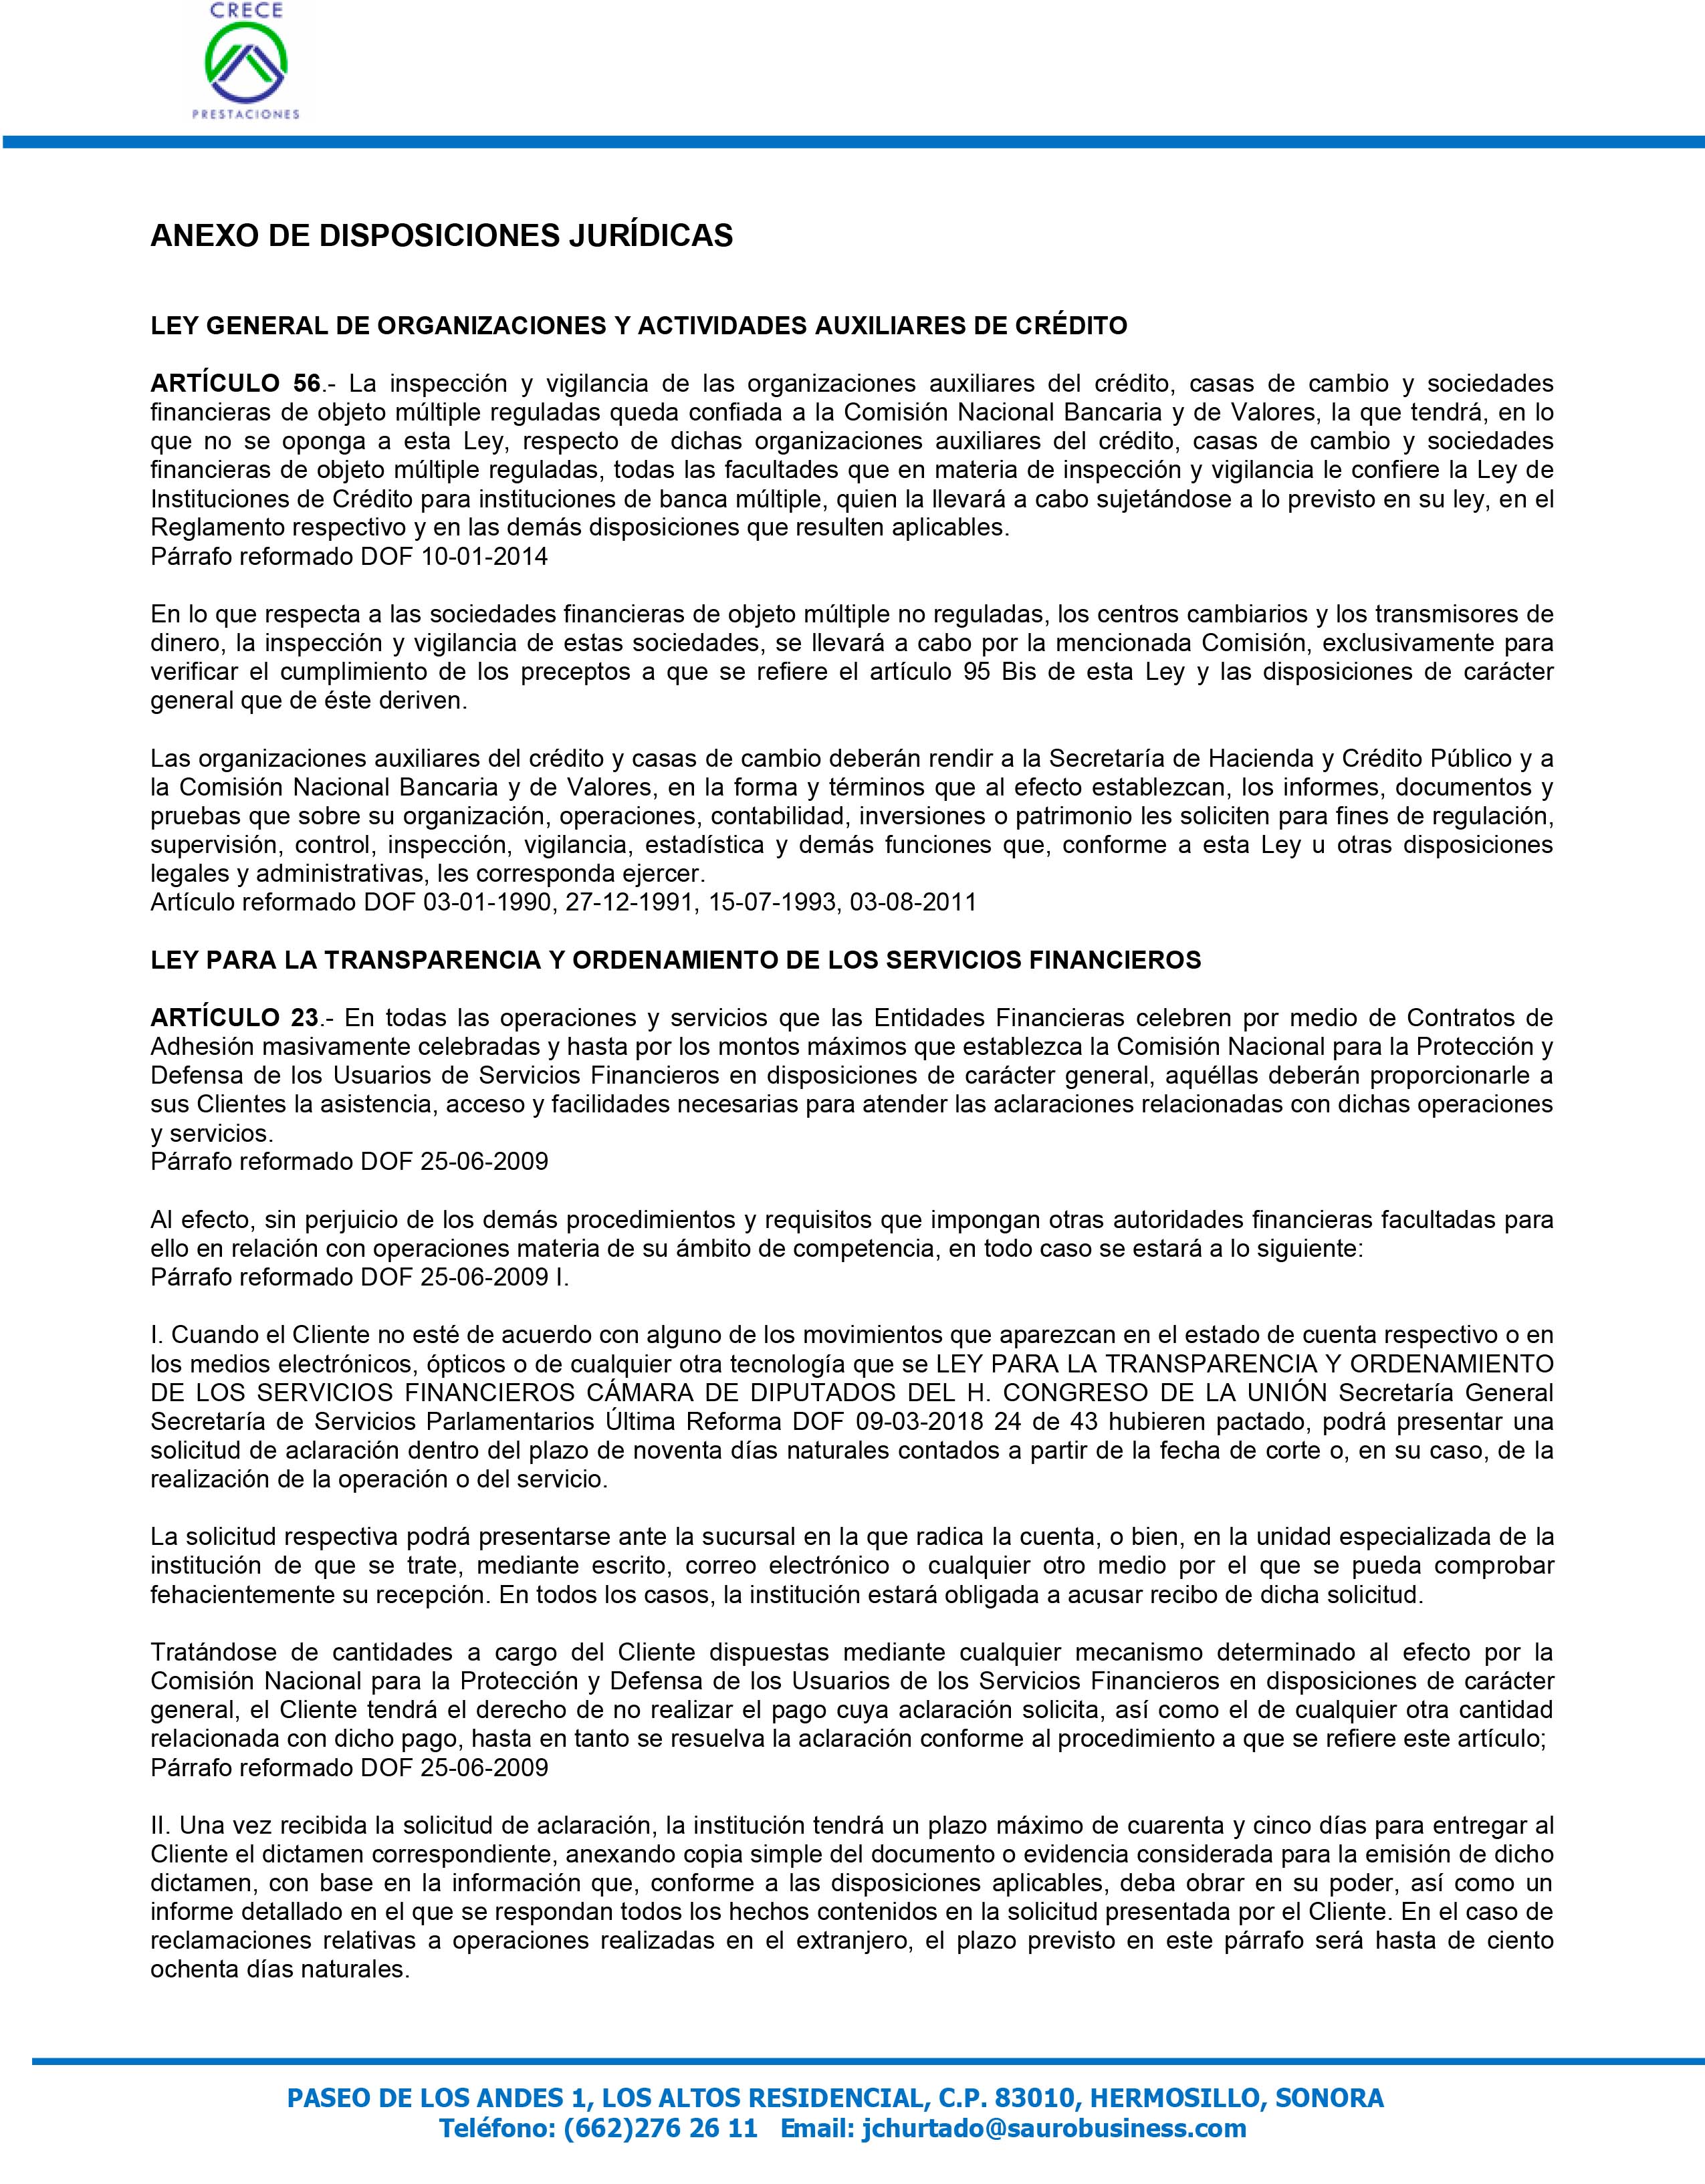 CRECE
PRESTACIONES
ANEXO DE DISPOSICIONES JURÍDICAS
LEY GENERAL DE ORGANIZACIONES Y ACTIVIDADES AUXILIARES DE CRÉDITO
ARTÍCULO 56.- La inspección y vigilancia de las organizaciones auxiliares del crédito, casas de cambio y sociedades
financieras de objeto múltiple reguladas queda confiada a la Comisión Nacional Bancaria y de Valores, la que tendrá, en lo
que no se oponga a esta Ley, respecto de dichas organizaciones auxiliares del crédito, casas de cambio y sociedades
financieras de objeto múltiple reguladas, todas las facultades que en materia de inspección y vigilancia le confiere la Ley de
Instituciones de Crédito para instituciones de banca múltiple, quien la llevará a cabo sujetándose a lo previsto en su ley, en el
Reglamento respectivo y en las demás disposiciones que resulten aplicables.
Párrafo reformado DOF 10-01-2014
En lo que respecta a las sociedades financieras de objeto múltiple no reguladas, los centros cambiarios y los transmisores de
dinero, la inspección y vigilancia de estas sociedades, se llevará a cabo por la mencionada Comisión, exclusivamente para
verificar el cumplimiento de los preceptos a que se refiere el artículo 95 Bis de esta Ley y las disposiciones de carácter
general que de éste deriven.
Las organizaciones auxiliares del crédito y casas de cambio deberán rendir a la Secretaría de Hacienda y Crédito Público y a
la Comisión Nacional Bancaria y de Valores, en la forma y términos que al efecto establezcan, los informes, documentos y
pruebas que sobre su organización, operaciones, contabilidad, inversiones o patrimonio les soliciten para fines de regulación,
supervisión, control, inspección, vigilancia, estadística y demás funciones que, conforme a esta Ley u otras disposiciones
legales y administrativas, les corresponda ejercer.
Artículo reformado DOF 03-01-1990, 27-12-1991, 15-07-1993, 03-08-2011
LEY PARA LA TRANSPARENCIA Y ORDENAMIENTO DE LOS SERVICIOS FINANCIEROS
ARTÍCULO 23.- En todas las operaciones y servicios que las Entidades Financieras celebren por medio de Contratos de
Adhesión masivamente celebradas y hasta por los montos máximos que establezca la Comisión Nacional para la Protección y
Defensa de los Usuarios de Servicios Financieros en disposiciones de carácter general, aquéllas deberán proporcionarle a
sus Clientes la asistencia, acceso y facilidades necesarias para atender las aclaraciones relacionadas con dichas operaciones
y servicios.
Párrafo reformado DOF 25-06-2009
Al efecto, sin perjuicio de los demás procedimientos y requisitos que impongan otras autoridades financieras facultadas para
ello en relación con operaciones materia de su ámbito de competencia, en todo caso se estará a lo siguiente:
Párrafo reformado DOF 25-06-2009 I.
I. Cuando el Cliente no esté de acuerdo con alguno de los movimientos que aparezcan en el estado de cuenta respectivo o en
los medios electrónicos, ópticos o de cualquier otra tecnología que se LEY PARA LA TRANSPARENCIA Y ORDENAMIENTO
DE LOS SERVICIOS FINANCIEROS CÁMARA DE DIPUTADOS DEL H. CONGRESO DE LA UNIÓN Secretaría General
Secretaría de Servicios Parlamentarios Última Reforma DOF 09-03-2018 24 de 43 hubieren pactado, podrá presentar una
solicitud de aclaración dentro del plazo de noventa días naturales contados a partir de la fecha de corte o, en su caso, de la
realización de la operación o del servicio.
La solicitud respectiva podrá presentarse ante la sucursal en la que radica la cuenta, o bien, en la unidad especializada de la
institución de que se trate, mediante escrito, correo electrónico o cualquier otro medio por el que se pueda comprobar
fehacientemente su recepción. En todos los casos, la institución estará obligada a acusar recibo de dicha solicitud.
Tratándose de cantidades a cargo del Cliente dispuestas mediante cualquier mecanismo determinado al efecto por la
Comisión Nacional para la Protección y Defensa de los Usuarios de los Servicios Financieros en disposiciones de carácter
general, el Cliente tendrá el derecho de no realizar el pago cuya aclaración solicita, así como el de cualquier otra cantidad
relacionada con dicho pago, hasta en tanto se resuelva la aclaración conforme al procedimiento a que se refiere este artículo;
Párrafo reformado DOF 25-06-2009
II. Una vez recibida la solicitud de aclaración, la institución tendrá un plazo máximo de cuarenta y cinco días para entregar al
Cliente el dictamen correspondiente, anexando copia simple del documento o evidencia considerada para la emisión de dicho
dictamen, con base en la información que, conforme a las disposiciones aplicables, deba obrar en su poder, así como un
informe detallado en el que se respondan todos los hechos contenidos en la solicitud presentada por el Cliente. En el caso de
reclamaciones relativas a operaciones realizadas en el extranjero, el plazo previsto en este párrafo será hasta de ciento
ochenta días naturales.
PASEO DE LOS ANDES 1, LOS ALTOS RESIDENCIAL, C.P. 83010, HERMOSILLO, SONORA
Teléfono: (662)276 26 11 Email: jchurtado@saurobusiness.com